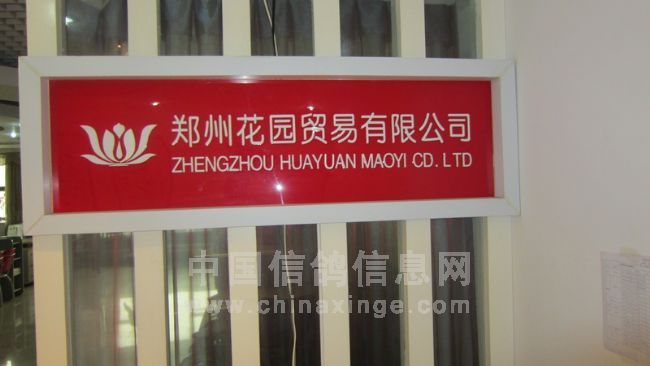 郑州花园贸易有限公司
ZHENGZHOU HUAYUAN MAOYI CD. LTD
中国信鸽信息网
www.chinaxinge.com